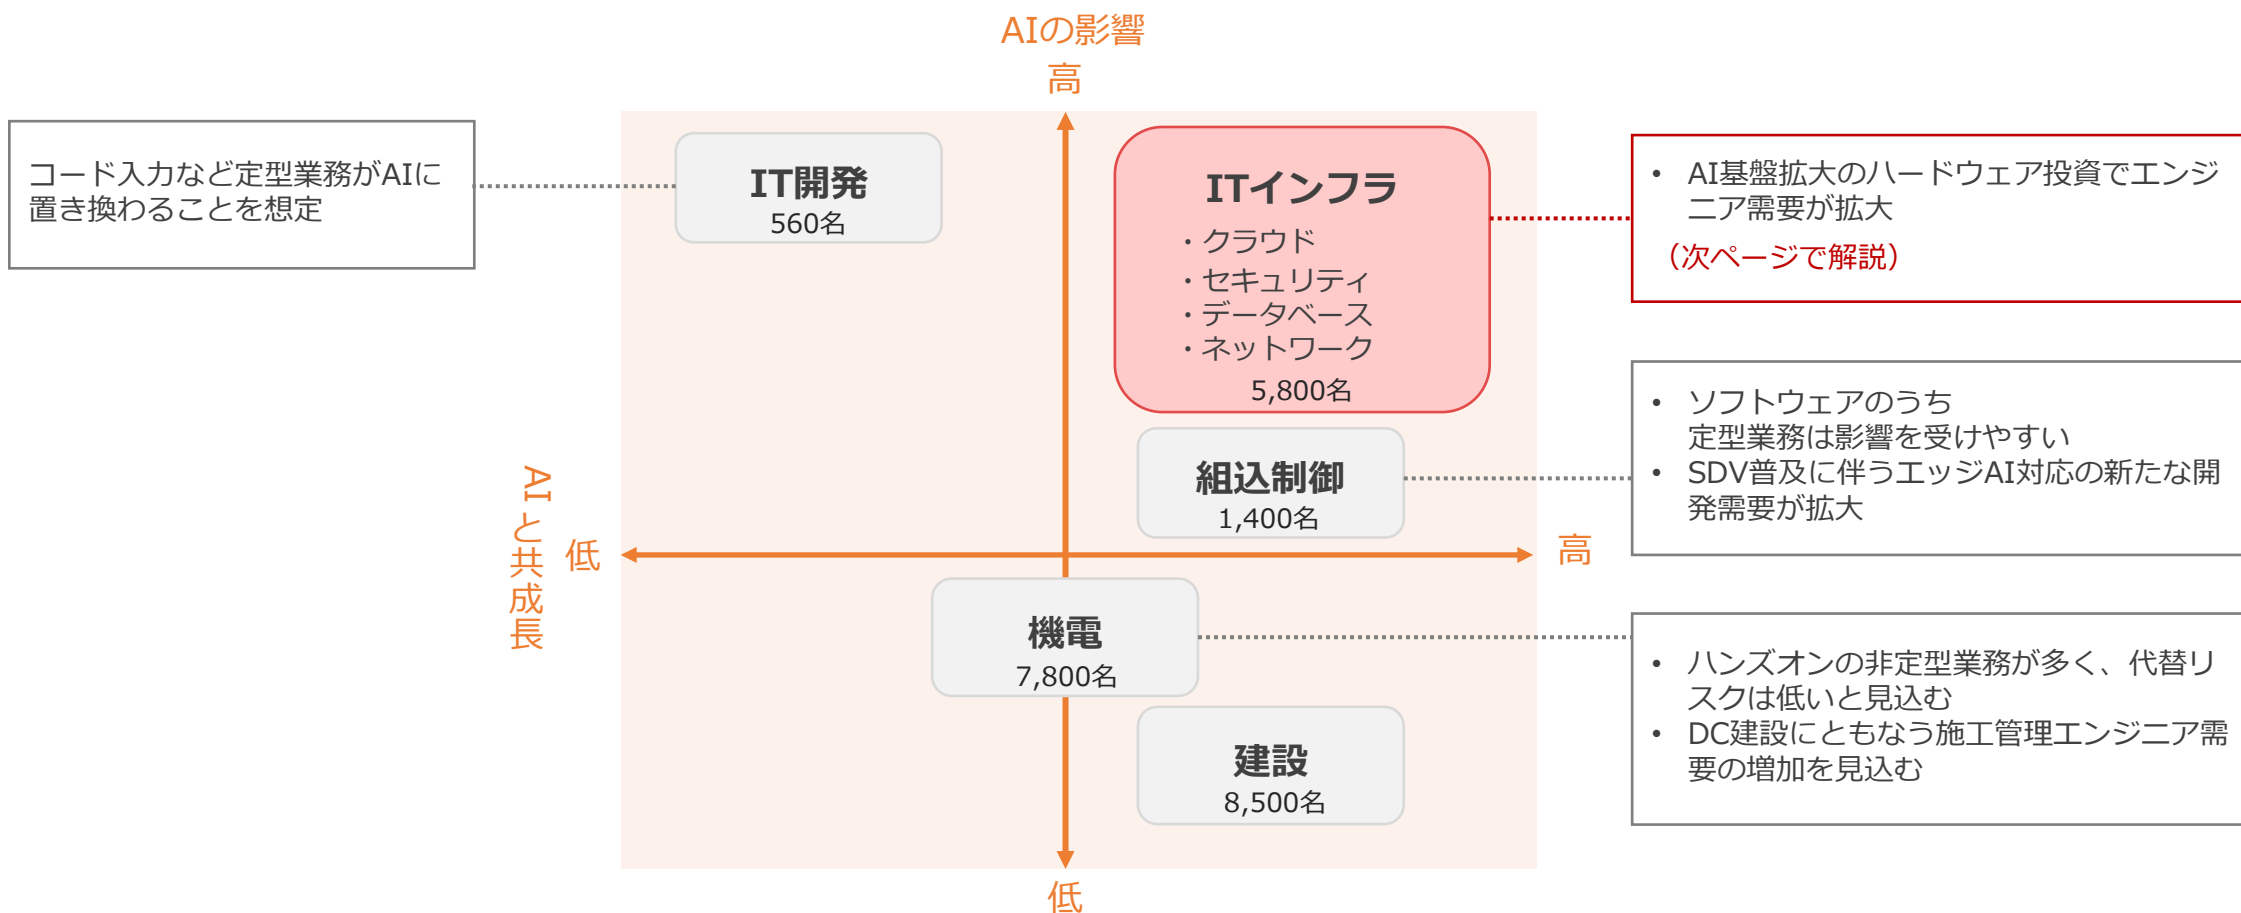 AIの影響
高
コード入力など定型業務がAIに
置き換わることを想定
IT開発
560名
ITインフラ
・クラウド
・セキュリティ
・データベース
・ネットワーク
5,800名
• AI基盤拡大のハードウェア投資でエンジ
ニア需要が拡大
（次ページで解説）
組込制御
1,400名
• ソフトウェアのうち
定型業務は影響を受けやすい
• SDV普及に伴うエッジAI対応の新たな開
発需要が拡大
AIと共成長
低
高
機電
7,800名
建設
8,500名
• ハンズオンの非定型業務が多く、代替リ
スクは低いと見込む
• DC建設にともなう施工管理エンジニア需
要の増加を見込む
低